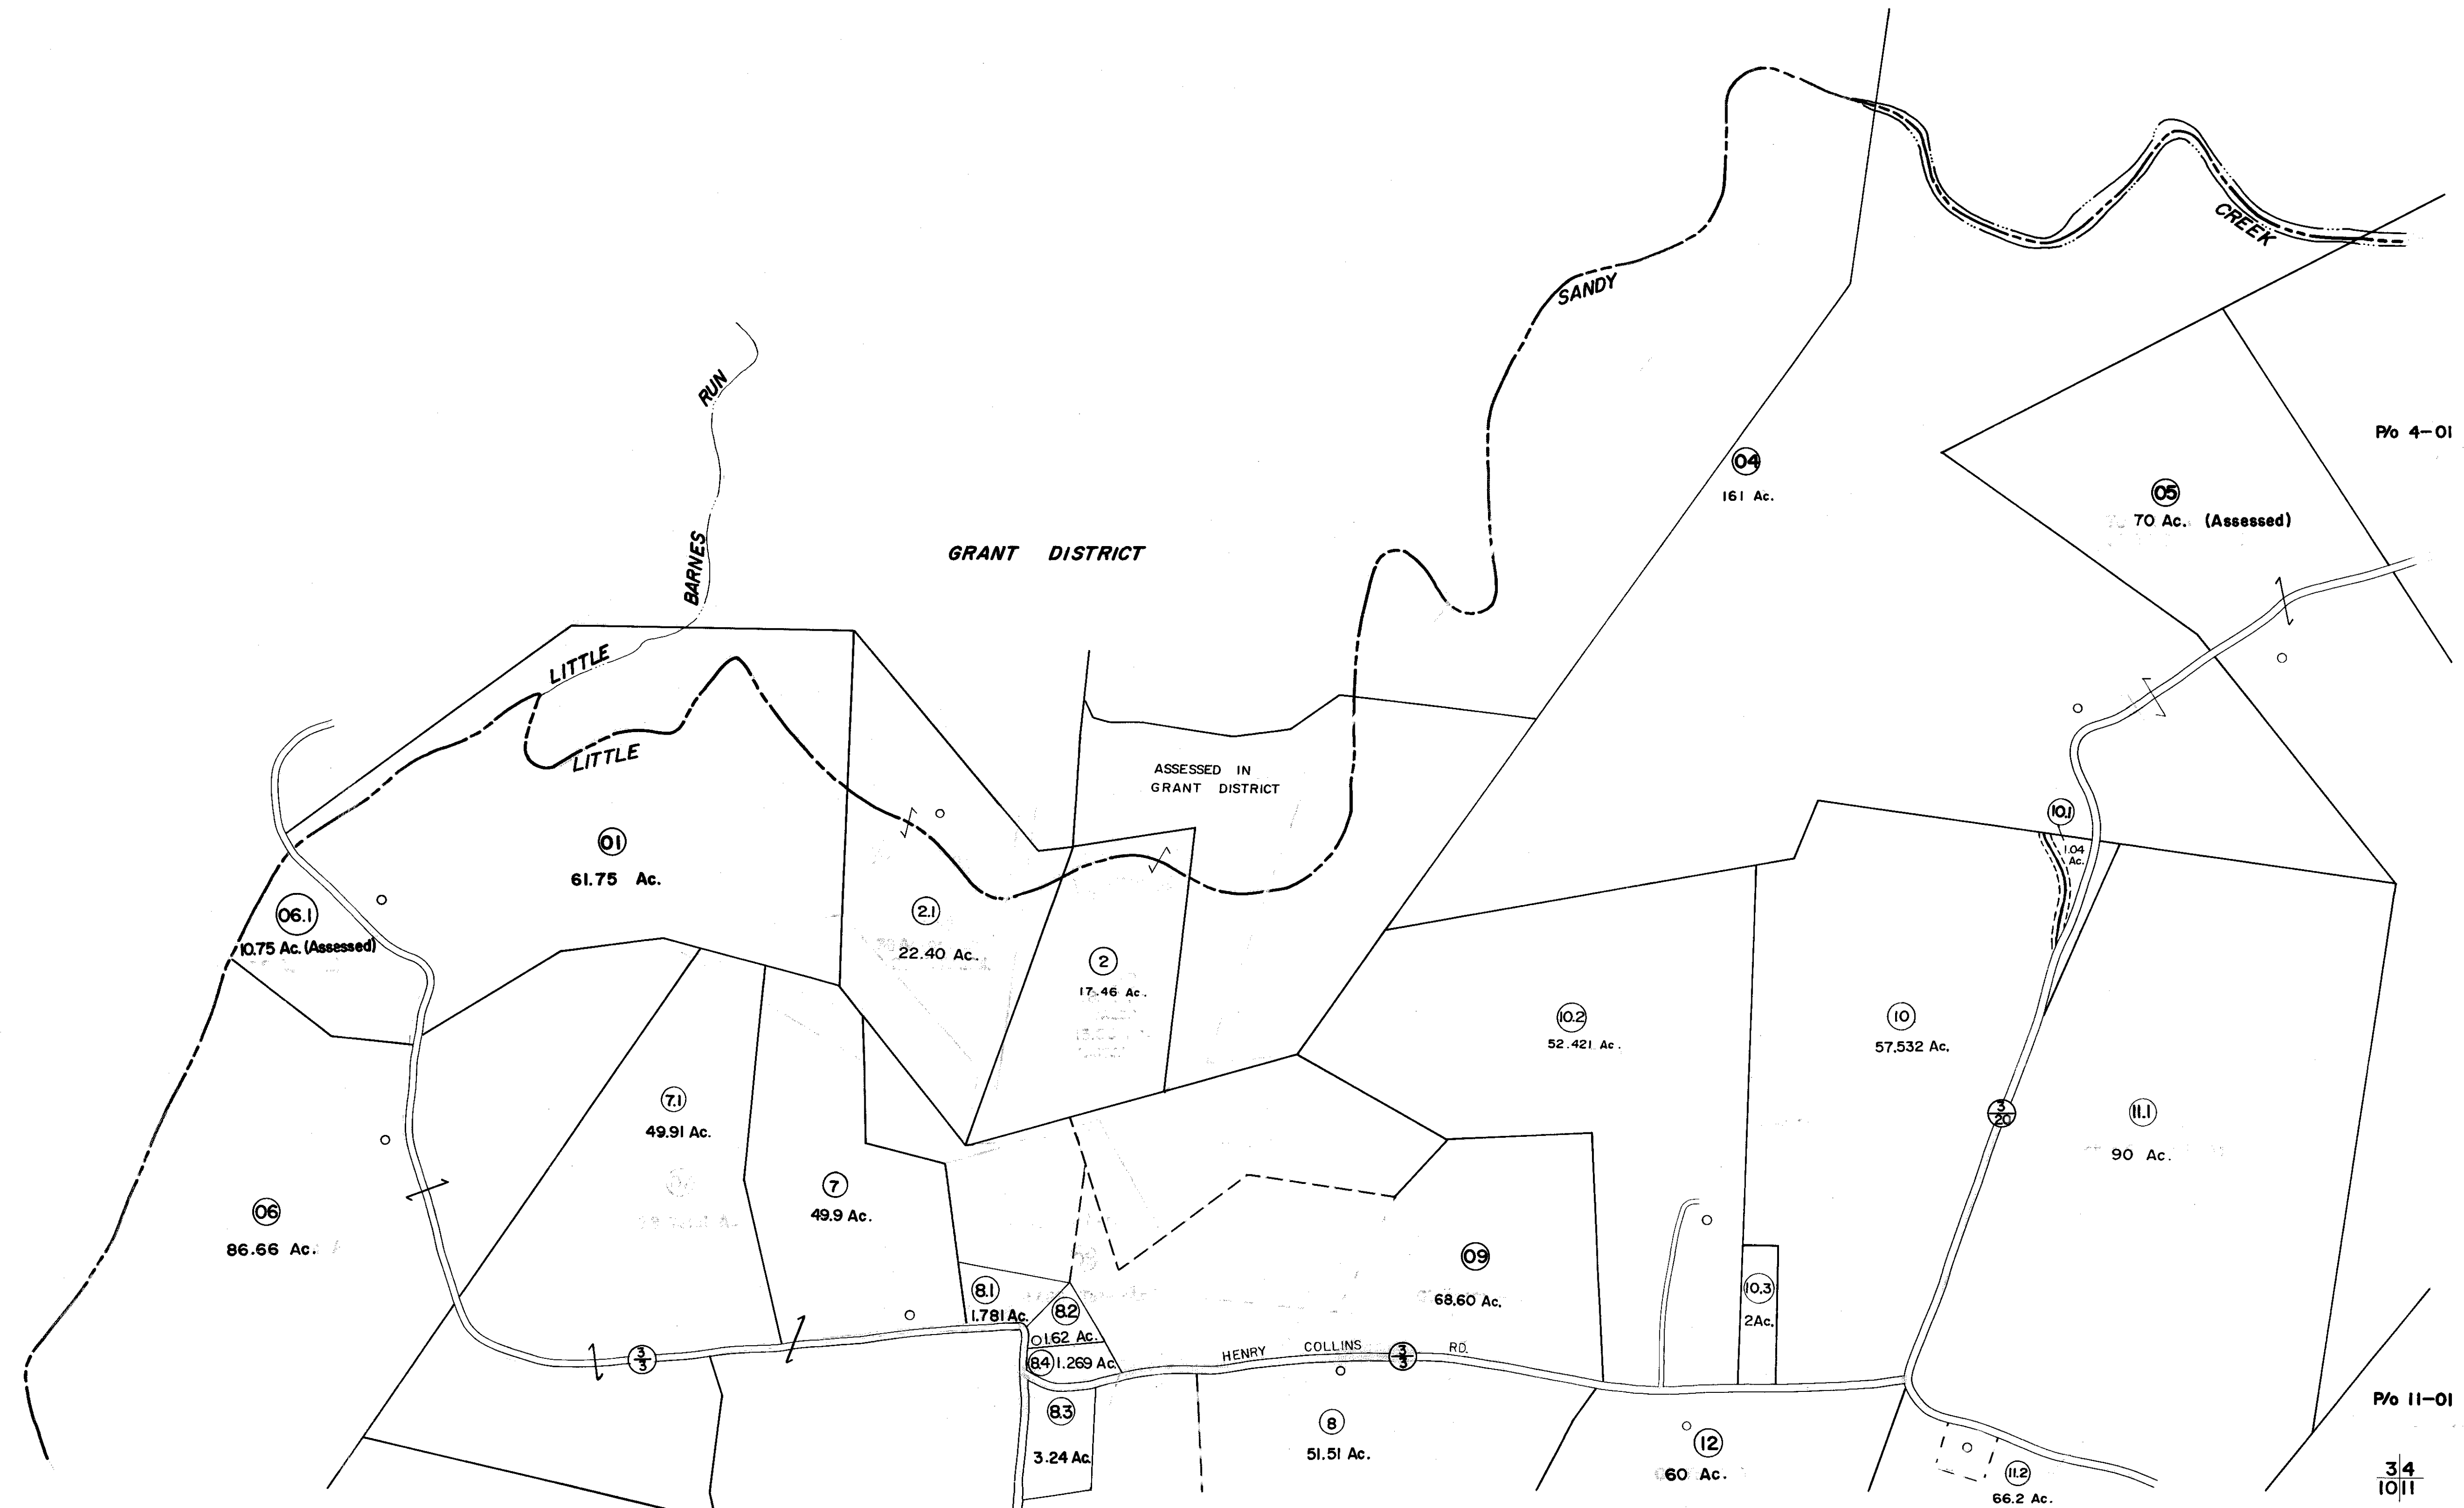 CREEK
SANDY
RUN
P/o 4-01
04
161 Ac.
05
70 Ac. (Assessed)
BARNES
GRANT DISTRICT
LITTLE
LITTLE
ASSESSED IN
GRANT DISTRICT
10.1
1.04
Ac.
01
61.75 Ac.
06.1
10.75 Ac. (Assessed)
2.1
22.40 Ac.
2
17.46 Ac.
10.2
52.421 Ac.
10
57.532 Ac.
7.1
49.91 Ac.
3
20
11.1
90 Ac.
7
49.9 Ac.
06
86.66 Ac.
09
68.60 Ac.
8.1
1.781 Ac.
8.2
1.62 Ac.
8.4 1.269 Ac.
10.3
2 Ac.
3
3
HENRY COLLINS RD.
3
3
8.3
3.24 Ac.
8
51.51 Ac.
12
60 Ac.
P/o 11-01
11.2
66.2 Ac.
3 4
10 11